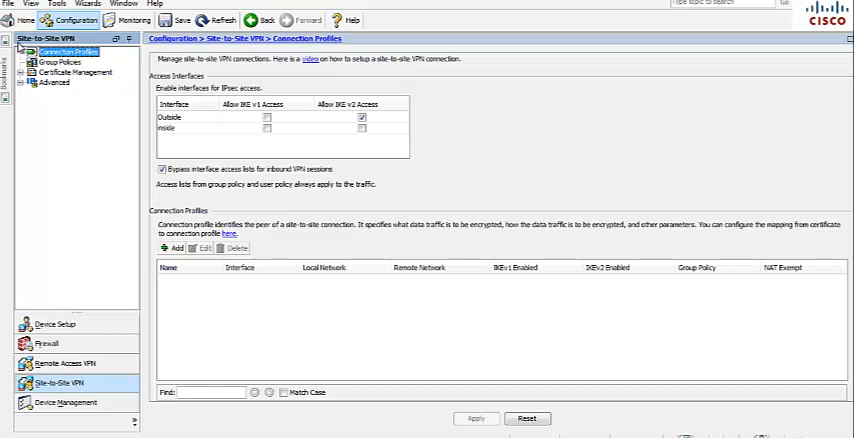 File View Tools Wizards Window Help
Type topic to search Go
Home Configuration Monitoring Save Refresh Back Forward Help
CISCO
Bookmarks
Site-to-Site VPN
Connection Profiles
Group Policies
Certificate Management
Advanced
Device Setup
Firewall
Remote Access VPN
Site-to-Site VPN
Device Management
Configuration > Site-to-Site VPN > Connection Profiles
Manage site-to-site VPN connections. Here is a video on how to setup a site-to-site VPN connection.
Access Interfaces
Enable interfaces for IPsec access.
Interface Allow IKE v1 Access Allow IKE v2 Access
Outside
inside
Bypass interface access lists for inbound VPN sessions
Access lists from group policy and user policy always apply to the traffic.
Connection Profiles
Connection profile identifies the peer of a site-to-site connection. It specifies what data traffic is to be encrypted, how the data traffic is to be encrypted, and other parameters. You can configure the mapping from certificate
to connection profile here.
Add Edit Delete
Name Interface Local Network Remote Network IKEv1 Enabled IKEv2 Enabled Group Policy NAT Exempt
Find: Match Case
Apply Reset